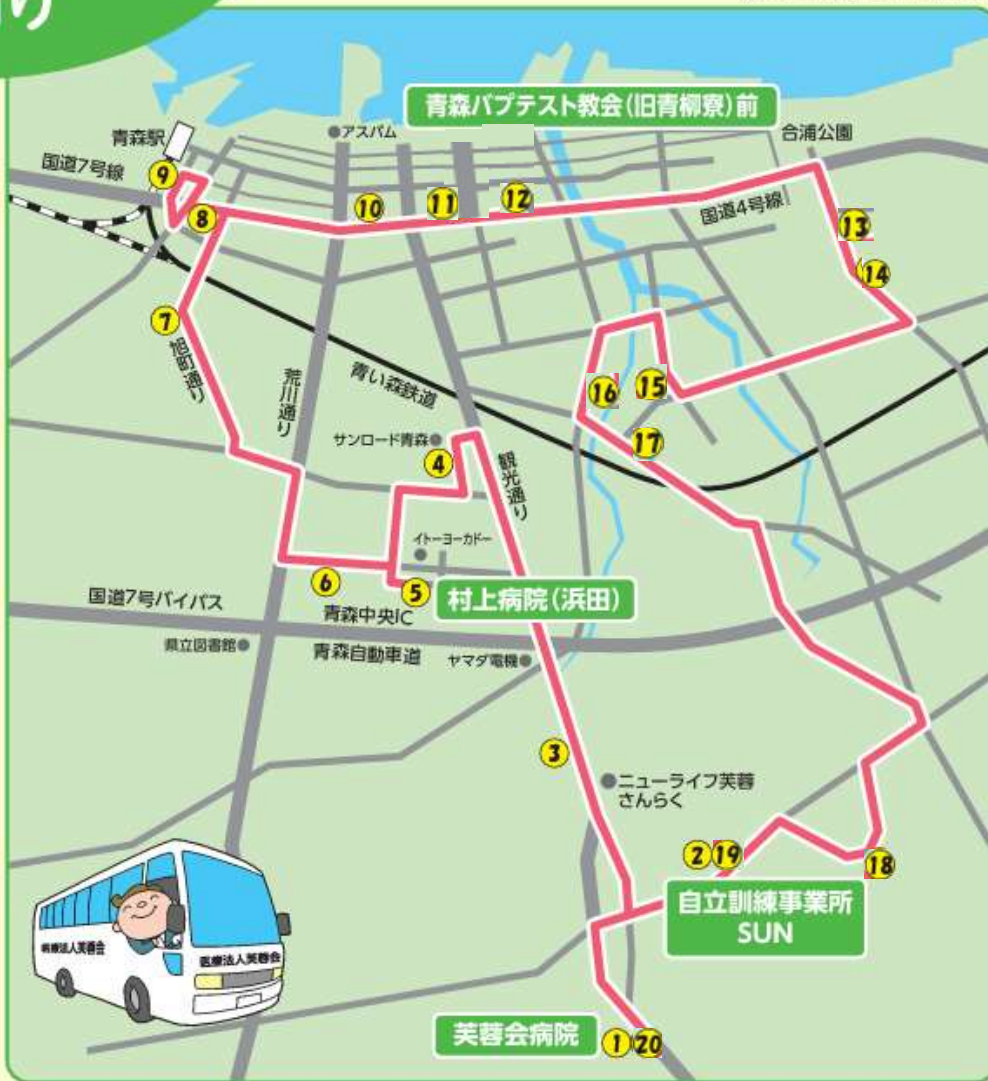 り
青森バプテスト教会(旧青柳寮)前
青森駅
アスパム
合浦公園
国道7号線
9
8
10
11
12
国道4号線
13
14
7
旭町通り
荒川通り
青い森鉄道
16
15
17
サンロード青森
4
観光通り
イトーヨーカドー
6
5
村上病院(浜田)
国道7号バイパス
青森中央IC
県立図書館
青森自動車道
ヤマダ電機
3
ニューライフ芙蓉
さんらく
2
19
18
自立訓練事業所
SUN
医療法人芙蓉会
医療法人芙蓉会
芙蓉会病院
1
20